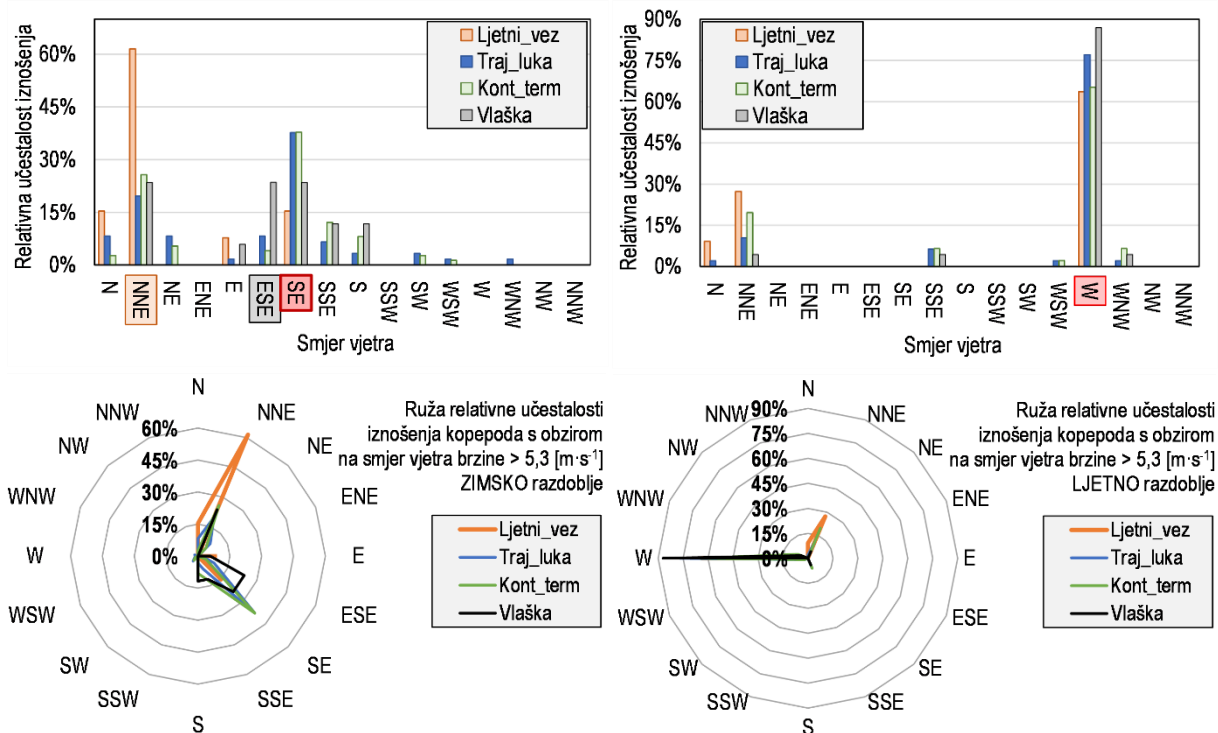 Relativna učestalost iznošenja
60%
45%
30%
15%
0%
Ljetni_vez
Traj_luka
Kont_term
Vlaška
N
NNE
NE
ENE
E
ESE
SE
SSE
S
SSW
SW
WSW
W
WNW
NW
NNW
Smjer vjetra
Relativna učestalost iznošenja
90%
75%
60%
45%
30%
15%
0%
Ljetni_vez
Traj_luka
Kont_term
Vlaška
N
NNE
NE
ENE
E
ESE
SE
SSE
S
SSW
SW
WSW
W
WNW
NW
NNW
Smjer vjetra
N
NNE
NE
ENE
E
ESE
SE
SSE
S
SSW
SW
WSW
W
WNW
NW
NNW
60%
45%
30%
15%
0%
Ruža relativne učestalosti
iznošenja kopepoda s obzirom
na smjer vjetra brzine > 5,3 [m·s⁻¹]
ZIMSKO razdoblje
Ljetni_vez
Traj_luka
Kont_term
Vlaška
N
NNE
NE
ENE
E
ESE
SE
SSE
S
SSW
SW
WSW
W
WNW
NW
NNW
90%
75%
60%
45%
30%
15%
0%
Ruža relativne učestalosti
iznošenja kopepoda s obzirom
na smjer vjetra brzine > 5,3 [m·s⁻¹]
LJETNO razdoblje
Ljetni_vez
Traj_luka
Kont_term
Vlaška